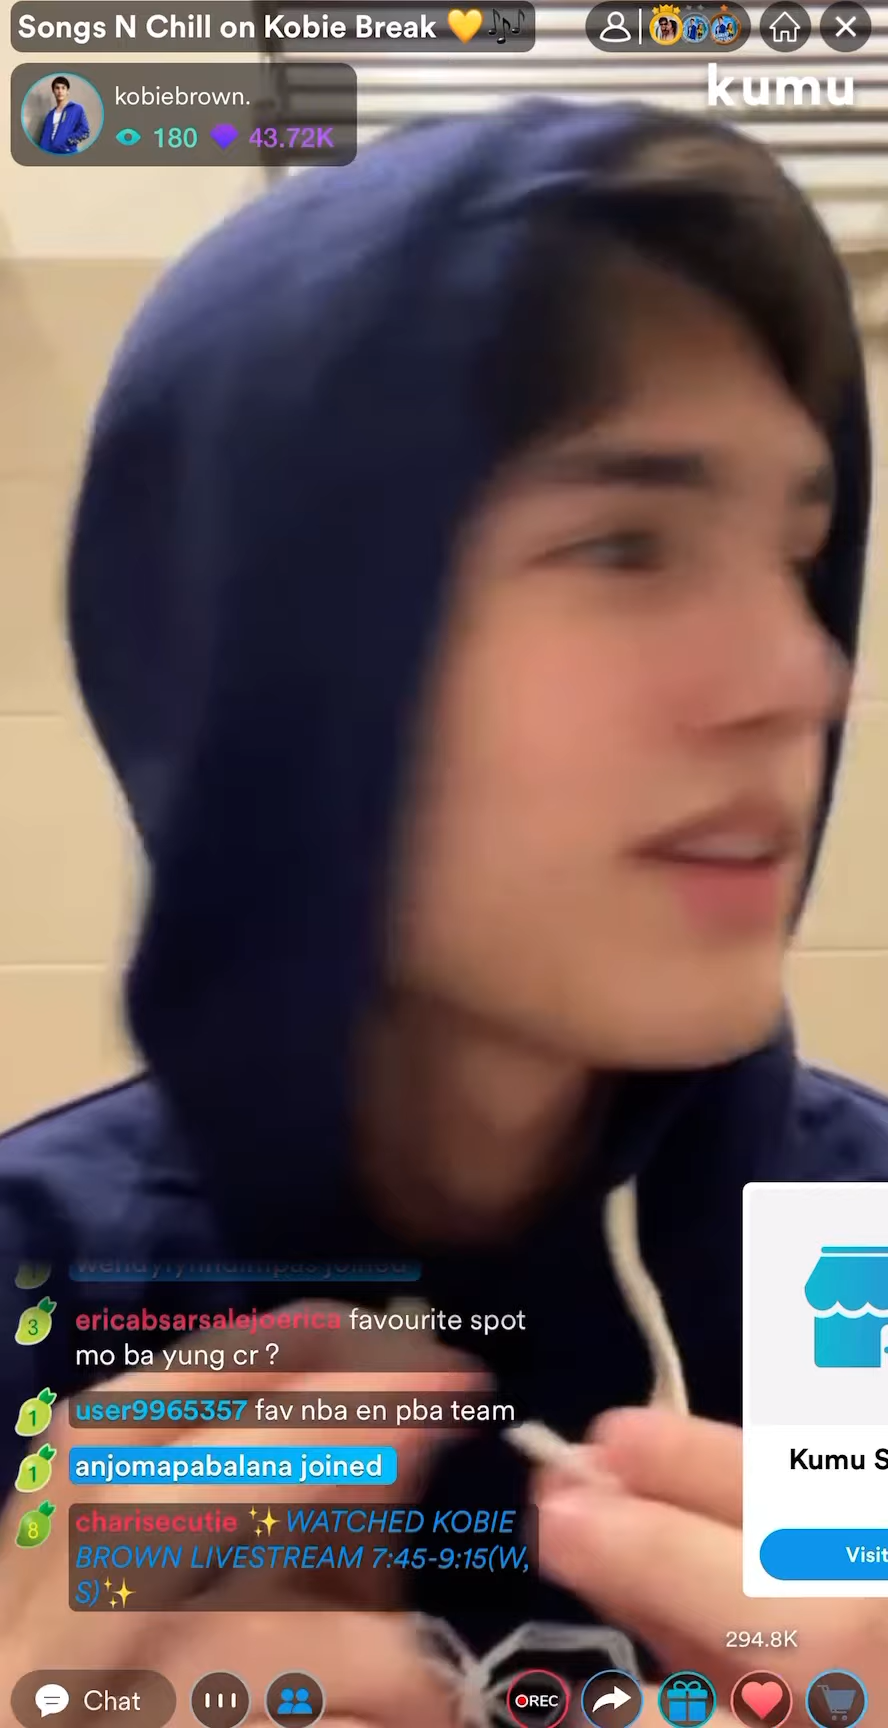 Songs N Chill on Kobie Break 💛🎶
kumu
kobiebrown.
180 43.72K
wendylynndimpas joined
3
ericabsarsalejoerica favourite spot
mo ba yung cr ?
1
user9965357 fav nba en pba team
1
anjomapabalana joined
8
charisecutie ✨WATCHED KOBIE
BROWN LIVESTREAM 7:45-9:15(W,
S)✨
Kumu S
Visit
294.8K
Chat
REC